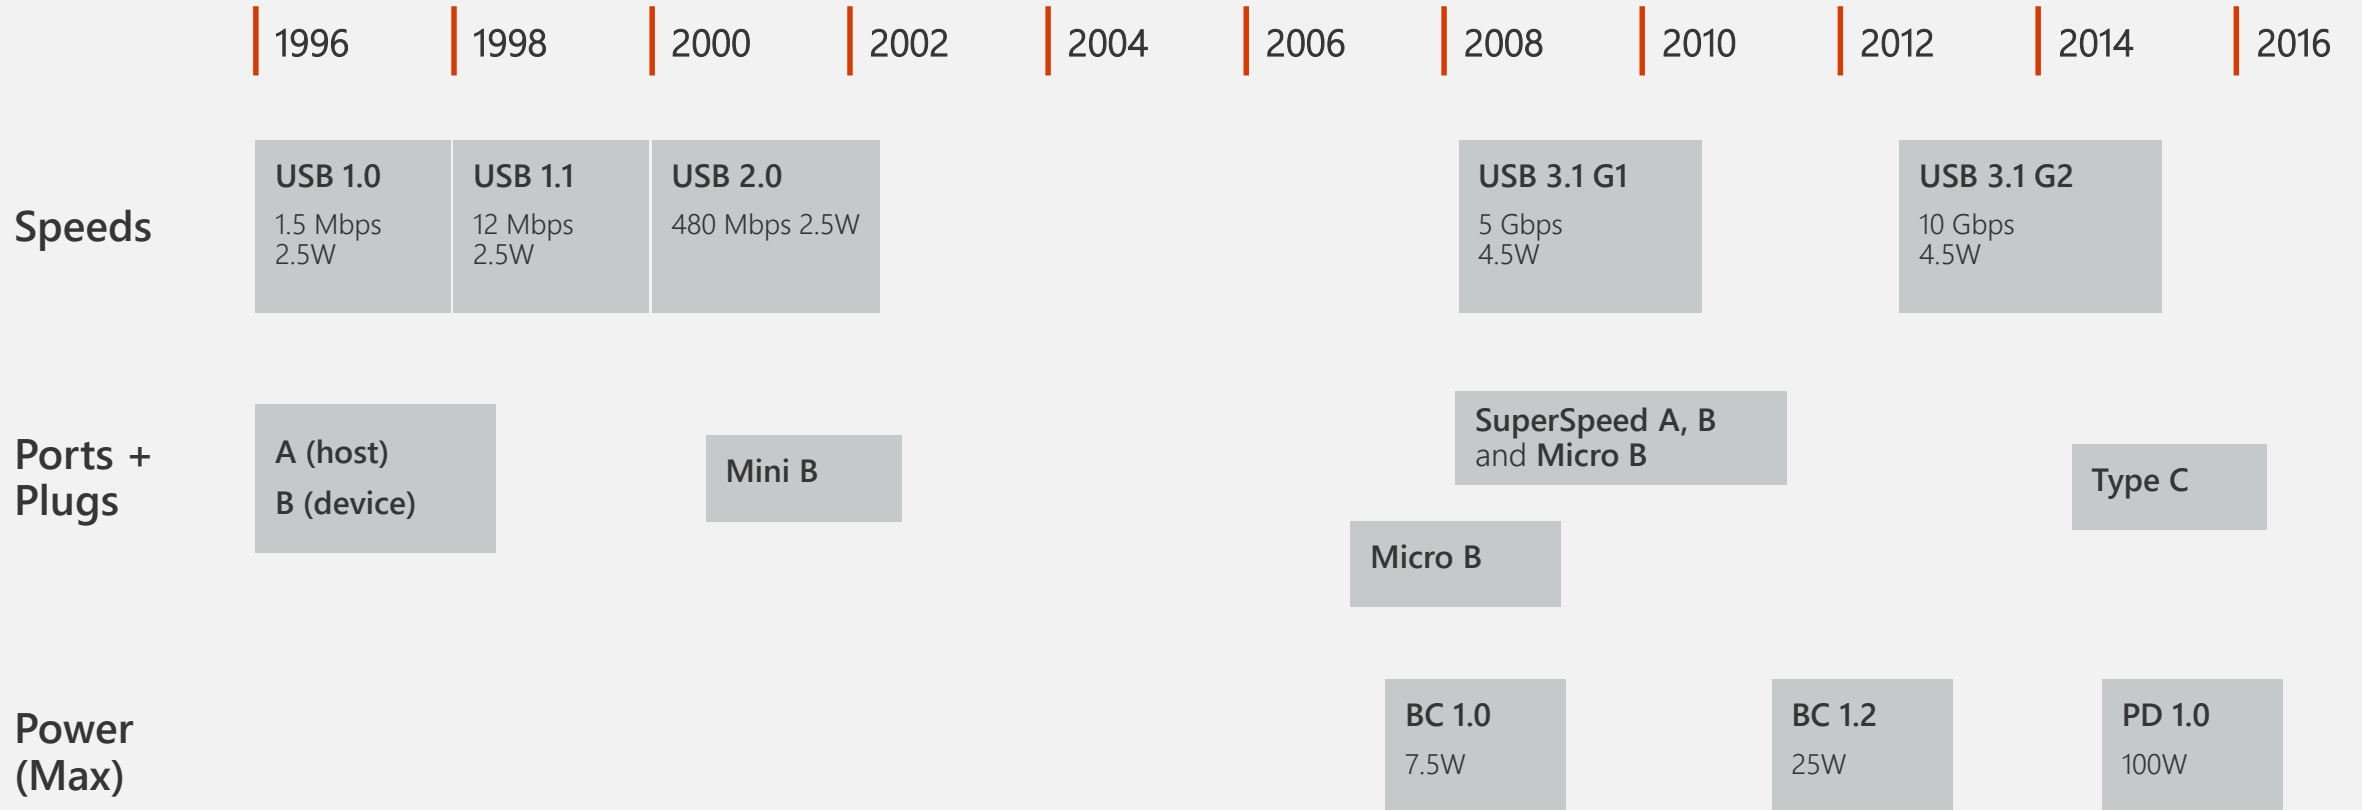 1996 1998 2000 2002 2004 2006 2008 2010 2012 2014 2016
Speeds
USB 1.0
1.5 Mbps
2.5W
USB 1.1
12 Mbps
2.5W
USB 2.0
480 Mbps 2.5W
USB 3.1 G1
5 Gbps
4.5W
USB 3.1 G2
10 Gbps
4.5W
Ports +
Plugs
A (host)
B (device)
Mini B
Micro B
SuperSpeed A, B
and Micro B
Type C
Power
(Max)
BC 1.0
7.5W
BC 1.2
25W
PD 1.0
100W